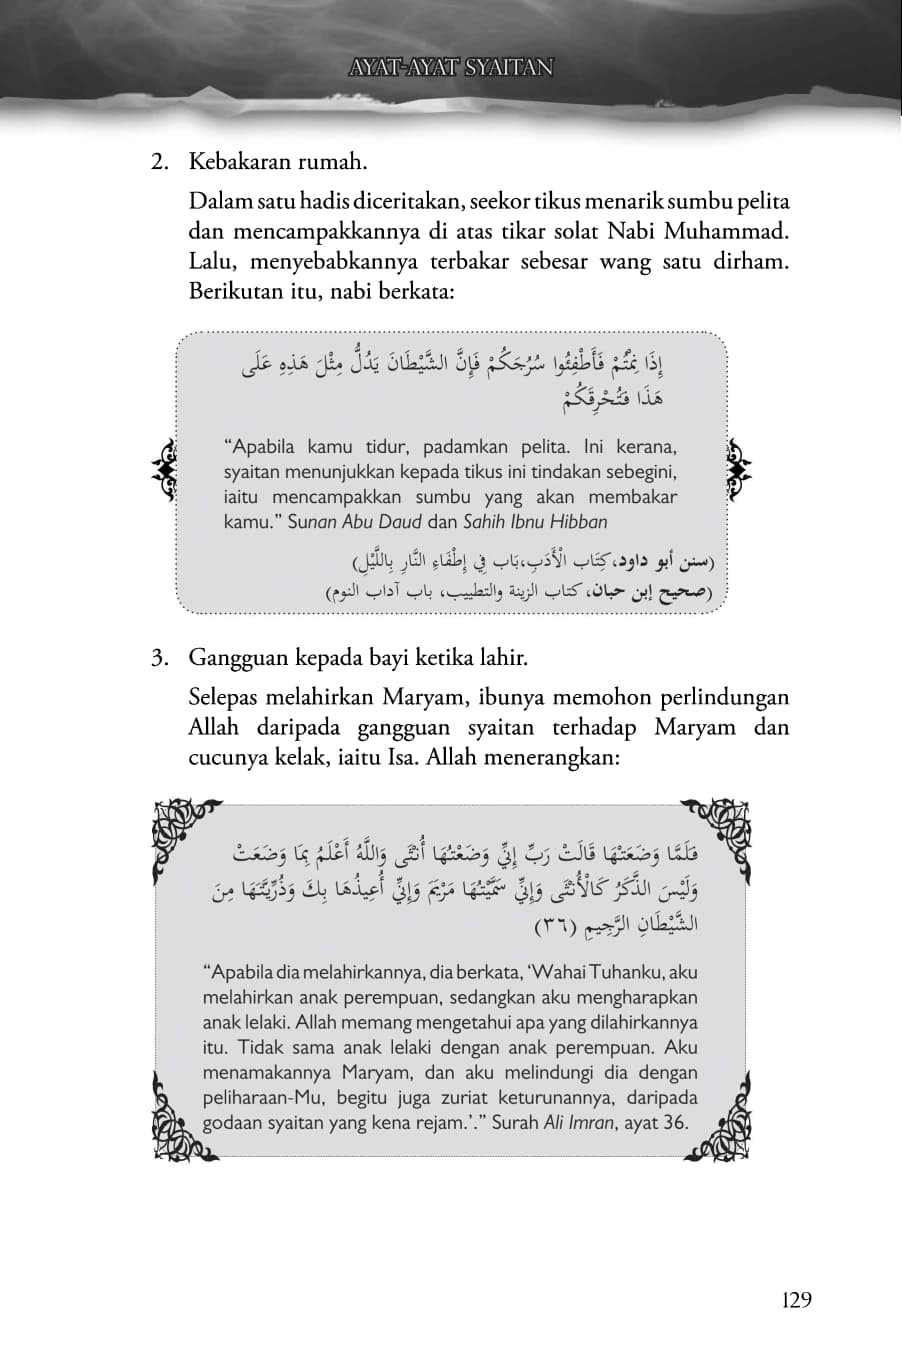 AYAT-AYAT SYAITAN
2. Kebakaran rumah.
Dalam satu hadis diceritakan, seekor tikus menarik sumbu pelita
dan mencampakkannya di atas tikar solat Nabi Muhammad.
Lalu, menyebabkannya terbakar sebesar wang satu dirham.
Berikutan itu, nabi berkata:
إِذَا نِمْتُمْ فَأَطْفِئُوا سُرُجَكُمْ فَإِنَّ الشَّيْطَانَ يَدُلُّ مِثْلَ هَذِهِ عَلَى
هَذَا فَتُحْرِقَكُمْ
“Apabila kamu tidur, padamkan pelita. Ini kerana,
syaitan menunjukkan kepada tikus ini tindakan sebegini,
iaitu mencampakkan sumbu yang akan membakar
kamu.” Sunan Abu Daud dan Sahih Ibnu Hibban
(سنن أبو داود، كِتَاب الْأَدَبِ، بَاب فِي إِطْفَاءِ النَّارِ بِاللَّيْلِ)
(صحيح إبن حبان، كتاب الزينة والتطييب، باب آداب النوم)
3. Gangguan kepada bayi ketika lahir.
Selepas melahirkan Maryam, ibunya memohon perlindungan
Allah daripada gangguan syaitan terhadap Maryam dan
cucunya kelak, iaitu Isa. Allah menerangkan:
فَلَمَّا وَضَعَتْهَا قَالَتْ رَبِّ إِنِّي وَضَعْتُهَا أُنْثَى وَاللَّهُ أَعْلَمُ بِمَا وَضَعَتْ
وَلَيْسَ الذَّكَرُ كَالْأُنْثَى وَإِنِّي سَمَّيْتُهَا مَرْيَمَ وَإِنِّي أُعِيذُهَا بِكَ وَذُرِّيَّتَهَا مِنَ
الشَّيْطَانِ الرَّجِيمِ (٣٦)
“Apabila dia melahirkannya, dia berkata, ‘Wahai Tuhanku, aku
melahirkan anak perempuan, sedangkan aku mengharapkan
anak lelaki. Allah memang mengetahui apa yang dilahirkannya
itu. Tidak sama anak lelaki dengan anak perempuan. Aku
menamakannya Maryam, dan aku melindungi dia dengan
peliharaan-Mu, begitu juga zuriat keturunannya, daripada
godaan syaitan yang kena rejam.’.” Surah Ali Imran, ayat 36.
129